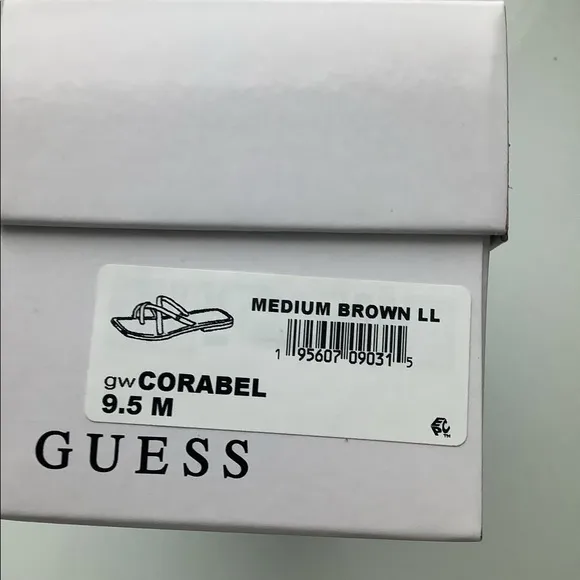 MEDIUM BROWN LL
1 95607 09031 5
gwCORABEL
9.5 M
GUESS